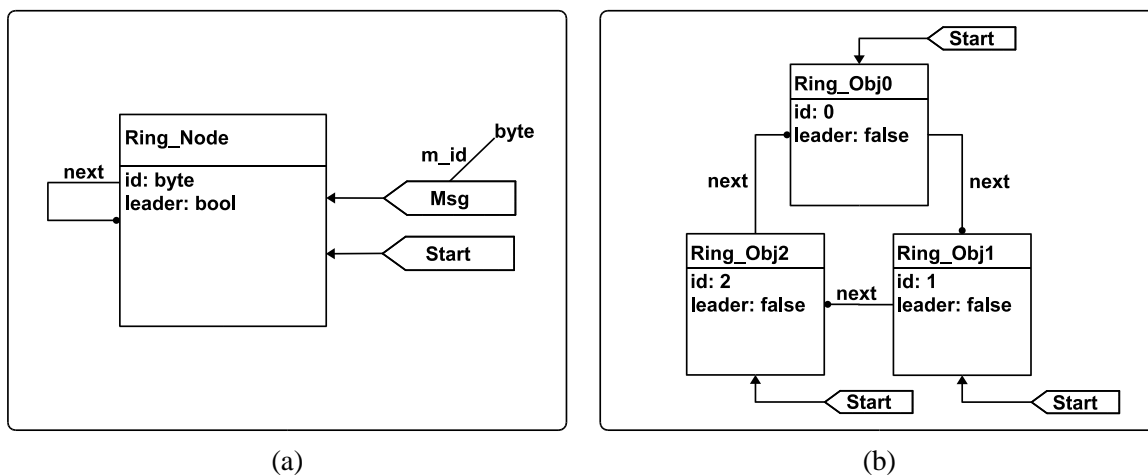 Ring_Node
next
id: byte
leader: bool
byte
m_id
Msg
Start
(a)
Start
Ring_Obj0
id: 0
leader: false
next
next
Ring_Obj2
id: 2
leader: false
next
Ring_Obj1
id: 1
leader: false
Start
Start
(b)